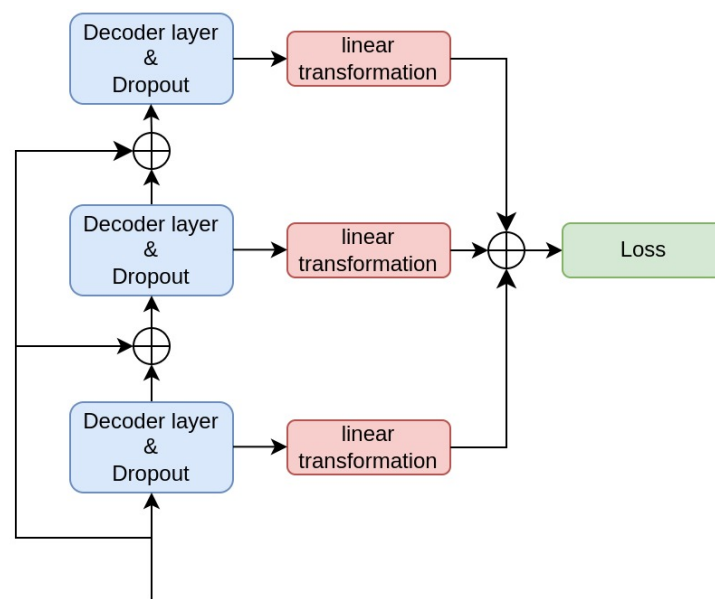 Decoder layer
&
Dropout
linear
transformation
Decoder layer
&
Dropout
linear
transformation
Loss
Decoder layer
&
Dropout
linear
transformation